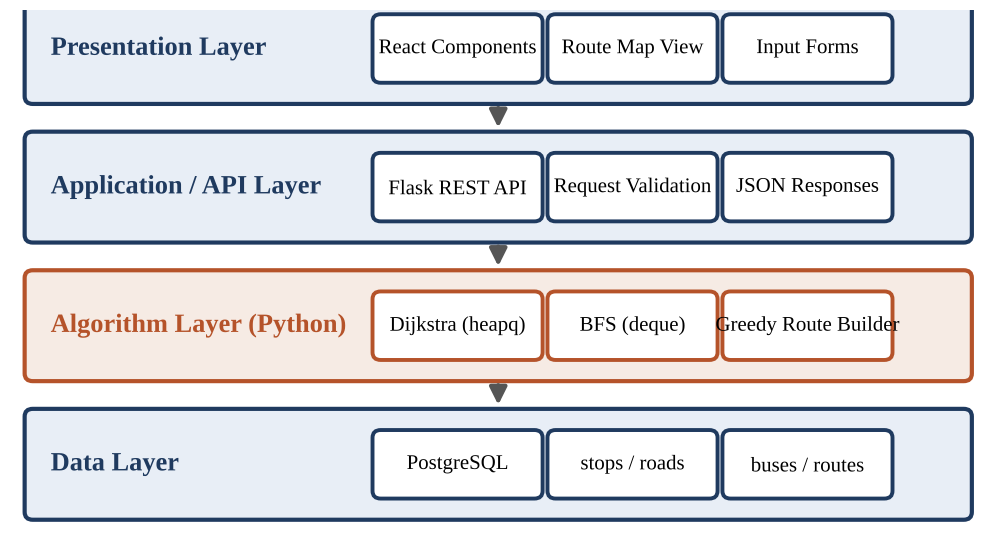 Presentation Layer
React Components
Route Map View
Input Forms
Application / API Layer
Flask REST API
Request Validation
JSON Responses
Algorithm Layer (Python)
Dijkstra (heapq)
BFS (deque)
Greedy Route Builder
Data Layer
PostgreSQL
stops / roads
buses / routes